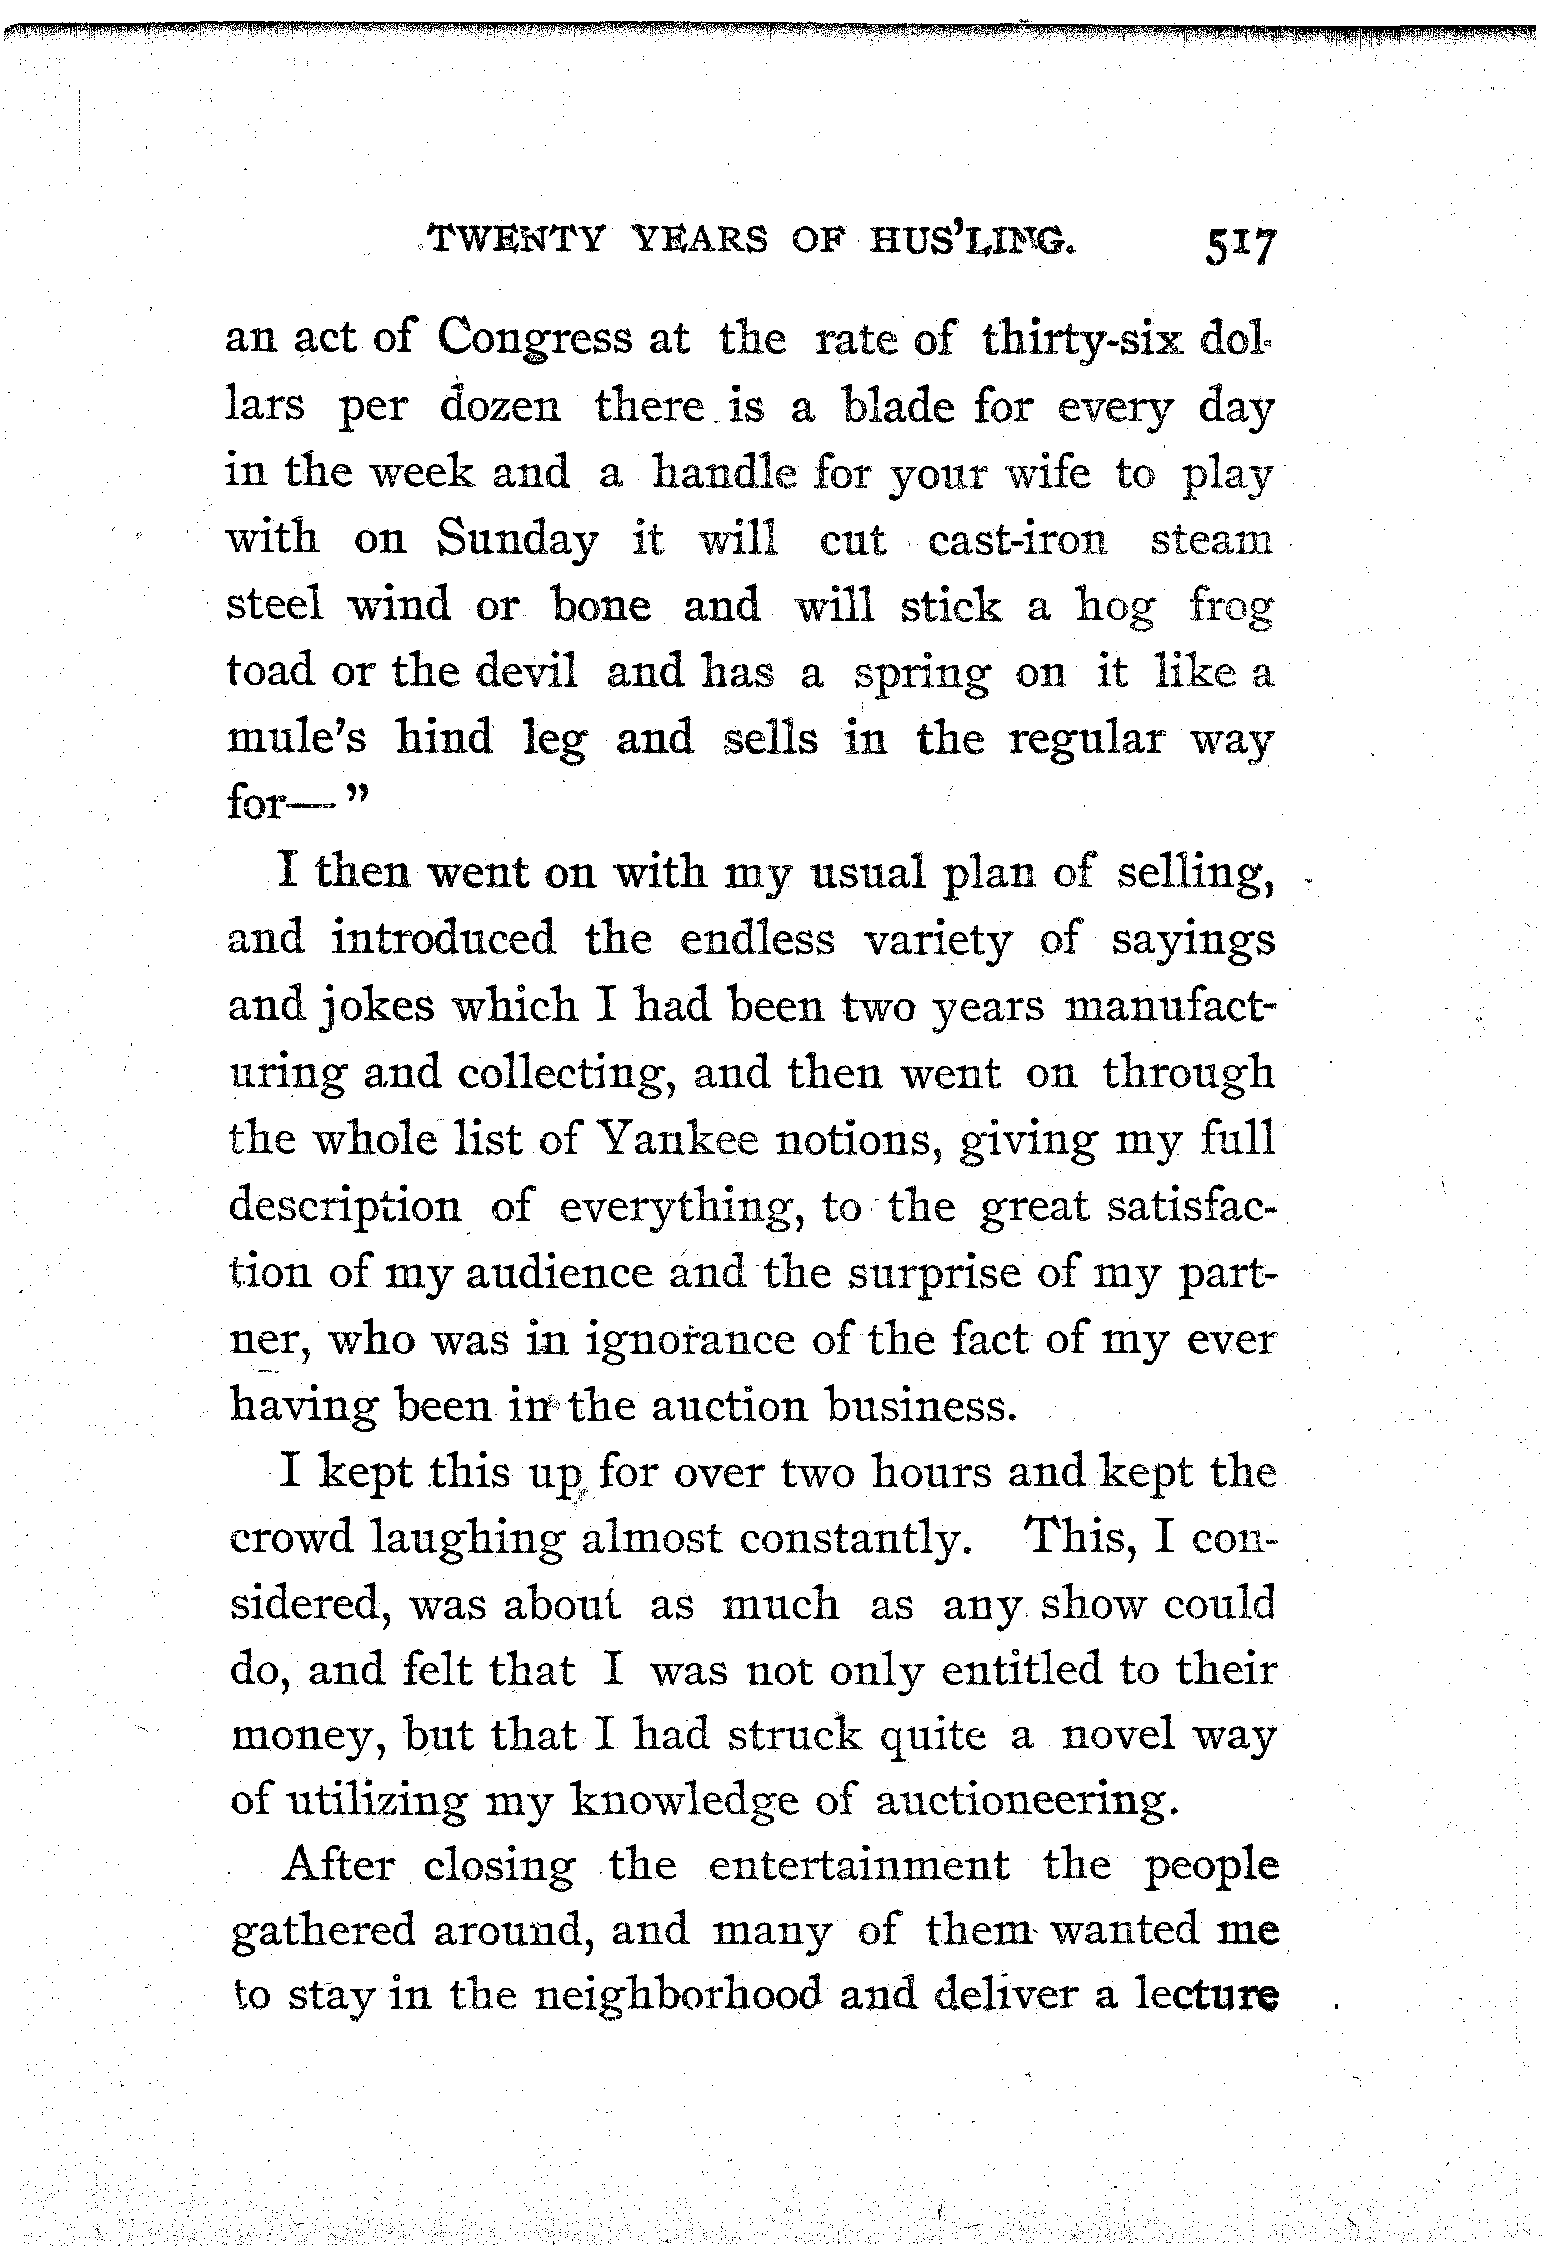 TWENTY YEARS OF HUS'LING. 517
an act of Congress at the rate of thirty-six dol-
lars per dozen there is a blade for every day
in the week and a handle for your wife to play
with on Sunday it will cut cast-iron steam
steel wind or bone and will stick a hog frog
toad or the devil and has a spring on it like a
mule's hind leg and sells in the regular way
for—"
I then went on with my usual plan of selling,
and introduced the endless variety of sayings
and jokes which I had been two years manufact-
uring and collecting, and then went on through
the whole list of Yankee notions, giving my full
description of everything, to the great satisfac-
tion of my audience and the surprise of my part-
ner, who was in ignorance of the fact of my ever
having been in the auction business.
I kept this up for over two hours and kept the
crowd laughing almost constantly. This, I con-
sidered, was about as much as any show could
do, and felt that I was not only entitled to their
money, but that I had struck quite a novel way
of utilizing my knowledge of auctioneering.
After closing the entertainment the people
gathered around, and many of them wanted me
to stay in the neighborhood and deliver a lecture